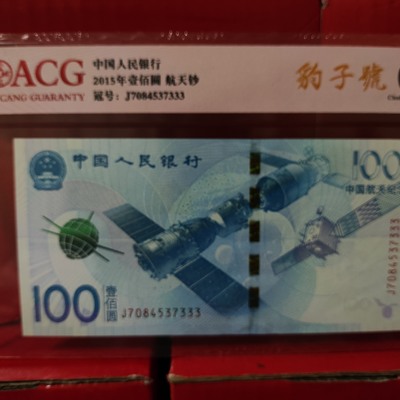 ACG
GANG GUARANTY
中国人民银行
2015年壹佰圆 航天钞
冠号：J7084537333
豹子號
中国人民银行
100
中国航天纪
J7084537333
100
壹佰圆
J7084537333